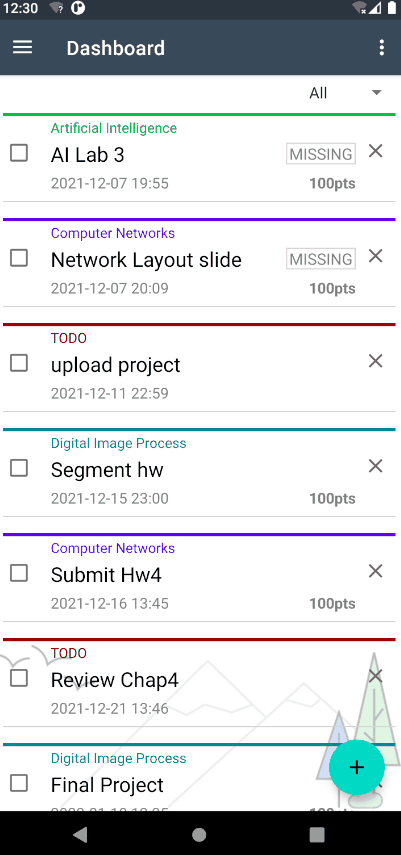 12:30
Dashboard
All
Artificial Intelligence
AI Lab 3
MISSING
2021-12-07 19:55
100pts
Computer Networks
Network Layout slide
MISSING
2021-12-07 20:09
100pts
TODO
upload project
2021-12-11 22:59
Digital Image Process
Segment hw
2021-12-15 23:00
100pts
Computer Networks
Submit Hw4
2021-12-16 13:45
100pts
TODO
Review Chap4
2021-12-21 13:46
Digital Image Process
Final Project